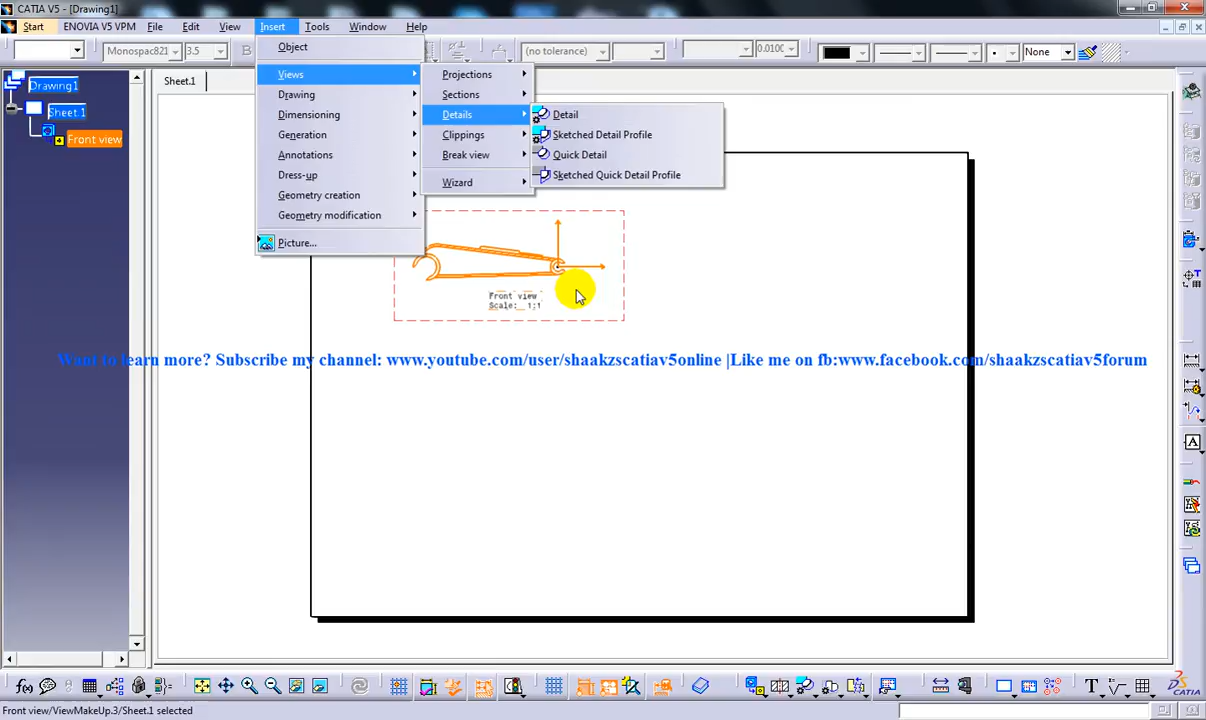 CATIA V5 - [Drawing1]
Start ENOVIA V5 VPM File Edit View Insert Tools Window Help
Monospac821 3.5 B (no tolerance) 0.010 None
Drawing1
Sheet.1
Front view
Sheet.1
Object
Views
Drawing
Dimensioning
Generation
Annotations
Dress-up
Geometry creation
Geometry modification
Picture...
Projections
Sections
Details
Clippings
Break view
Wizard
Detail
Sketched Detail Profile
Quick Detail
Sketched Quick Detail Profile
Front view
Scale: 1:1
Want to learn more? Subscribe my channel: www.youtube.com/user/shaakzscatiav5online |Like me on fb:www.facebook.com/shaakzscatiav5forum
Front view/ViewMakeUp.3/Sheet.1 selected
CATIA